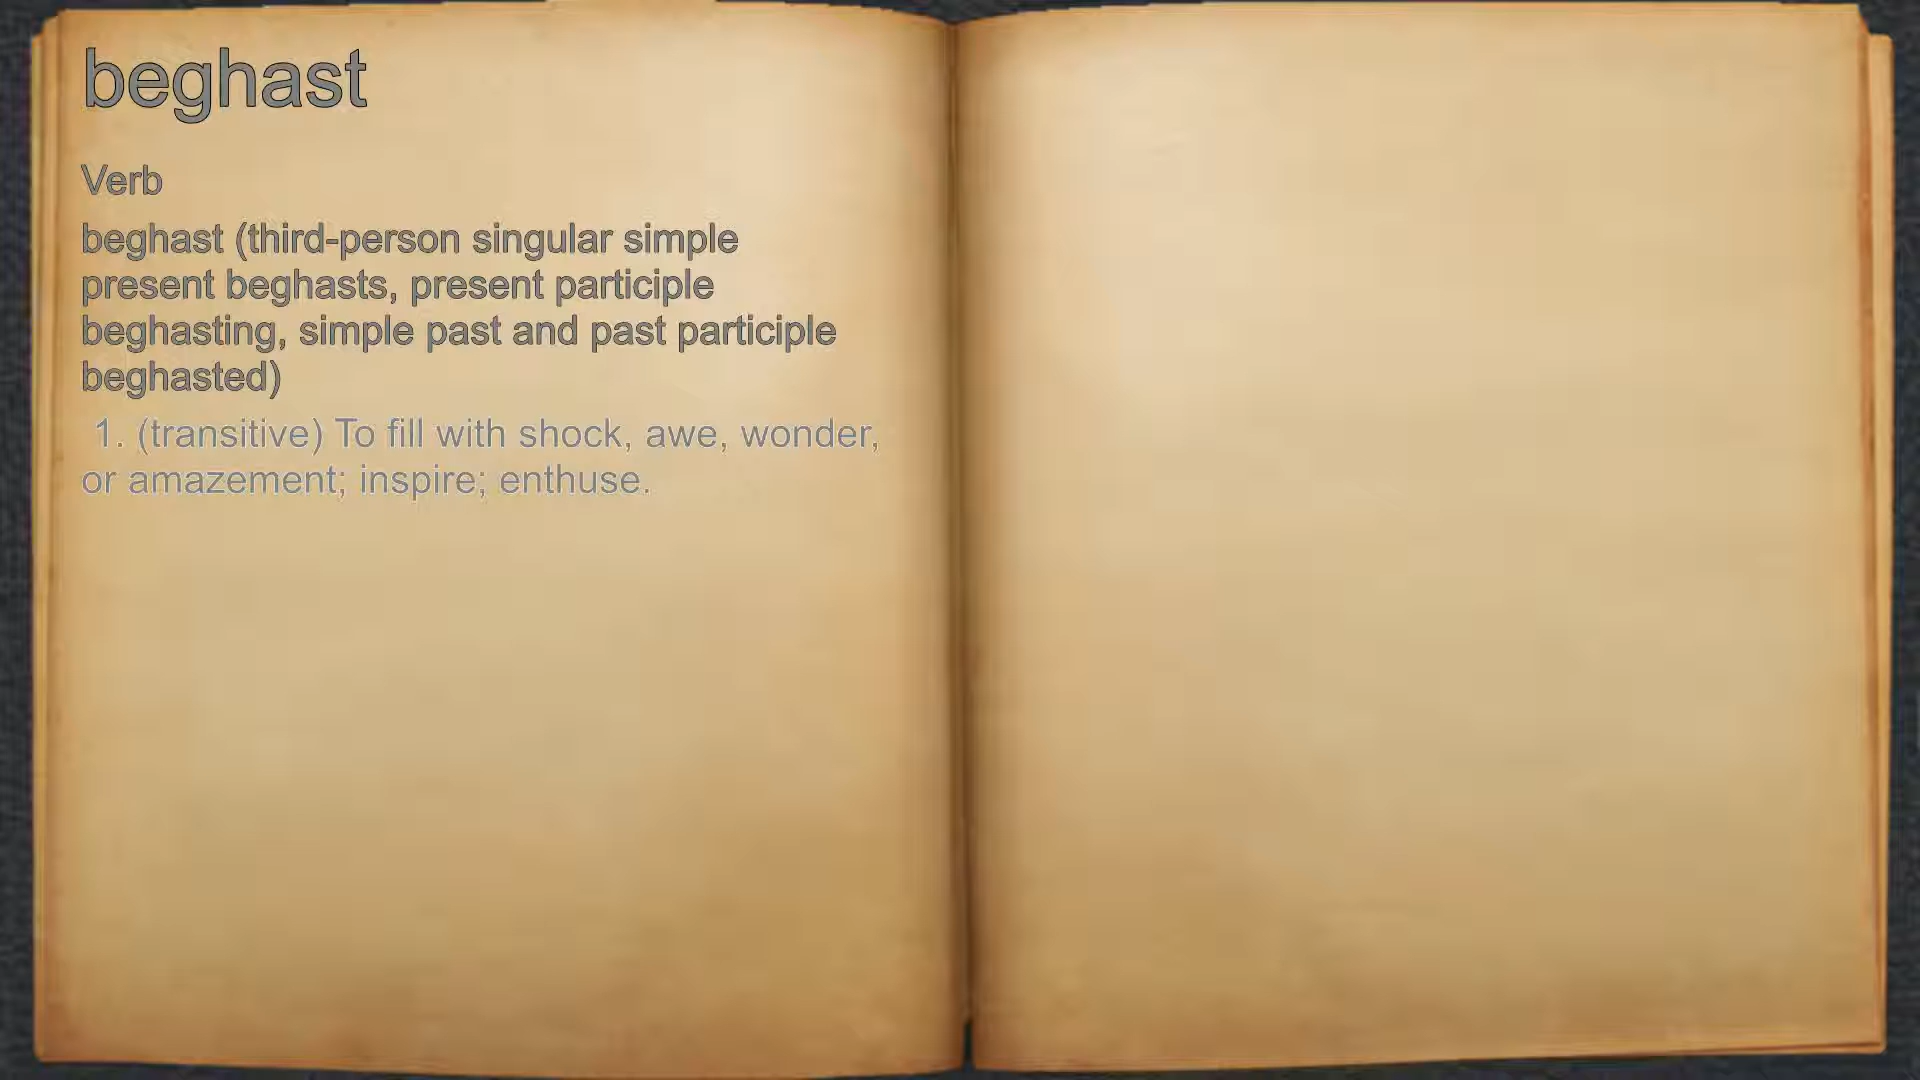 beghast
Verb
beghast (third-person singular simple
present beghasts, present participle
beghasting, simple past and past participle
beghasted)
1. (transitive) To fill with shock, awe, wonder,
or amazement; inspire; enthuse.